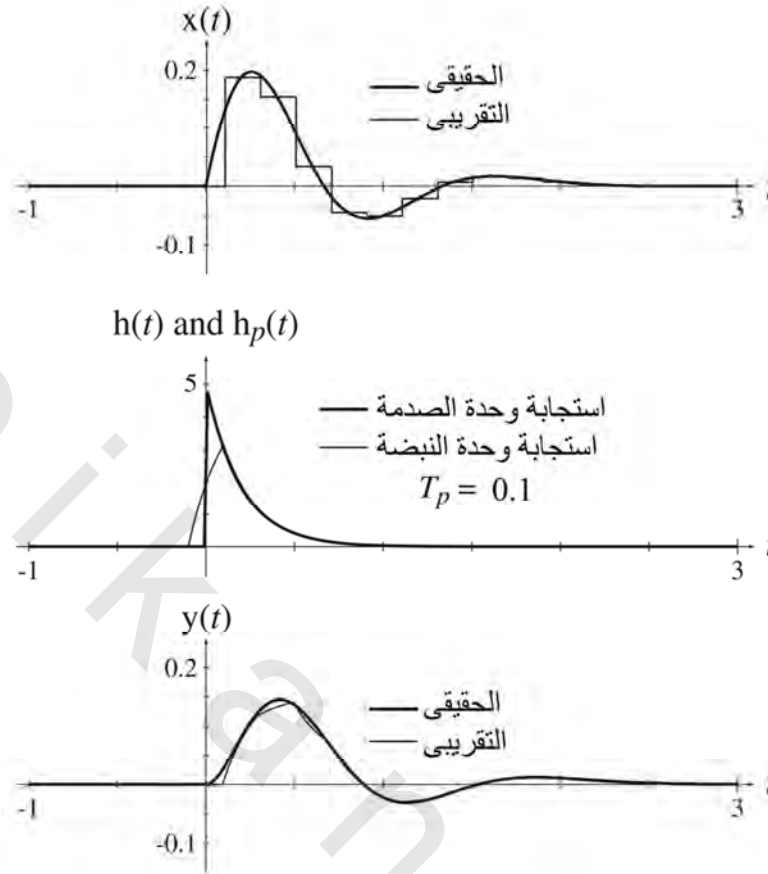 x(t)
0.2
الحقيقى
التقريبى
-1
3
-0.1
h(t) and hₚ(t)
5
استجابة وحدة الصدمة
استجابة وحدة النبضة
Tₚ = 0.1
-1
3
y(t)
0.2
الحقيقى
التقريبى
-1
3
-0.1